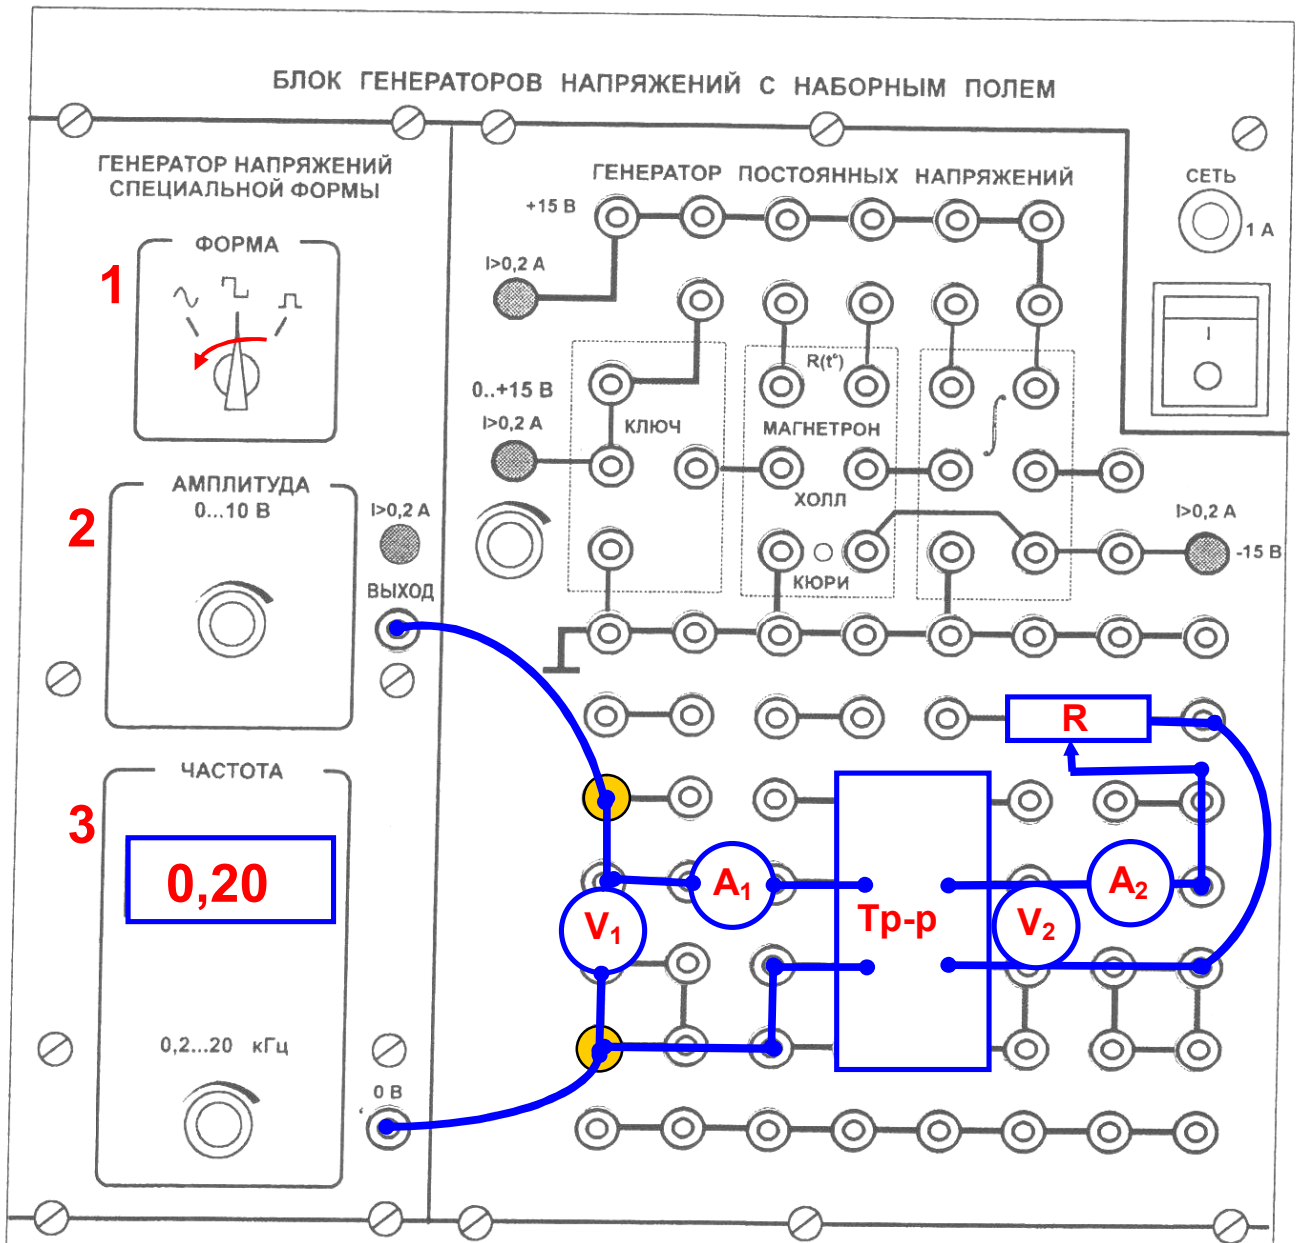 БЛОК ГЕНЕРАТОРОВ НАПРЯЖЕНИЙ С НАБОРНЫМ ПОЛЕМ
ГЕНЕРАТОР НАПРЯЖЕНИЙ
СПЕЦИАЛЬНОЙ ФОРМЫ
ФОРМА
1
АМПЛИТУДА
0...10 В
2
I>0,2 А
ВЫХОД
ЧАСТОТА
3
0,20
0,2...20 кГц
0 В
ГЕНЕРАТОР ПОСТОЯННЫХ НАПРЯЖЕНИЙ
+15 В
I>0,2 А
0..+15 В
I>0,2 А
КЛЮЧ
R(t°)
МАГНЕТРОН
ХОЛЛ
КЮРИ
∫
I>0,2 А
-15 В
СЕТЬ
1 А
I
R
A₁
V₁
Тр-р
V₂
A₂